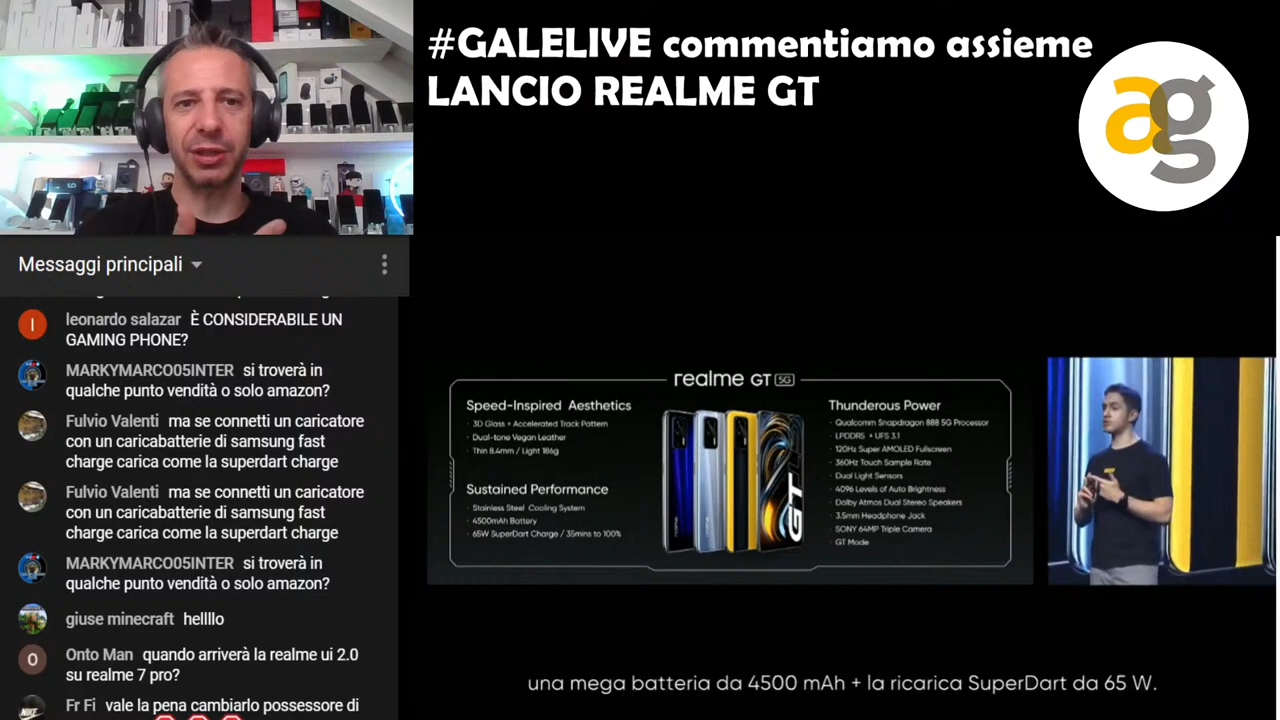 #GALELIVE commentiamo assieme
LANCIO REALME GT
ag
Messaggi principali
leonardo salazar È CONSIDERABILE UN
GAMING PHONE?
MARKYMARCO05INTER si troverà in
qualche punto vendità o solo amazon?
Fulvio Valenti ma se connetti un caricatore
con un caricabatterie di samsung fast
charge carica come la superdart charge
Fulvio Valenti ma se connetti un caricatore
con un caricabatterie di samsung fast
charge carica come la superdart charge
MARKYMARCO05INTER si troverà in
qualche punto vendità o solo amazon?
giuse minecraft hellllo
Onto Man quando arriverà la realme ui 2.0
su realme 7 pro?
Fr Fi vale la pena cambiarlo possessore di
realme GT 5G
Speed-Inspired Aesthetics
· 3D Glass + Accelerated Track Pattern
· Dual-tone Vegan Leather
· Thin 8.4mm / Light 186g
Sustained Performance
· Stainless Steel Cooling System
· 4500mAh Battery
· 65W SuperDart Charge / 35mins to 100%
GT
Thunderous Power
· Qualcomm Snapdragon 888 5G Processor
· LPDDR5 + UFS 3.1
· 120Hz Super AMOLED Fullscreen
· 360Hz Touch Sample Rate
· Dual Light Sensors
· 4096 Levels of Auto Brightness
· Dolby Atmos Dual Stereo Speakers
· 3.5mm Headphone Jack
· SONY 64MP Triple Camera
· GT Mode
una mega batteria da 4500 mAh + la ricarica SuperDart da 65 W.